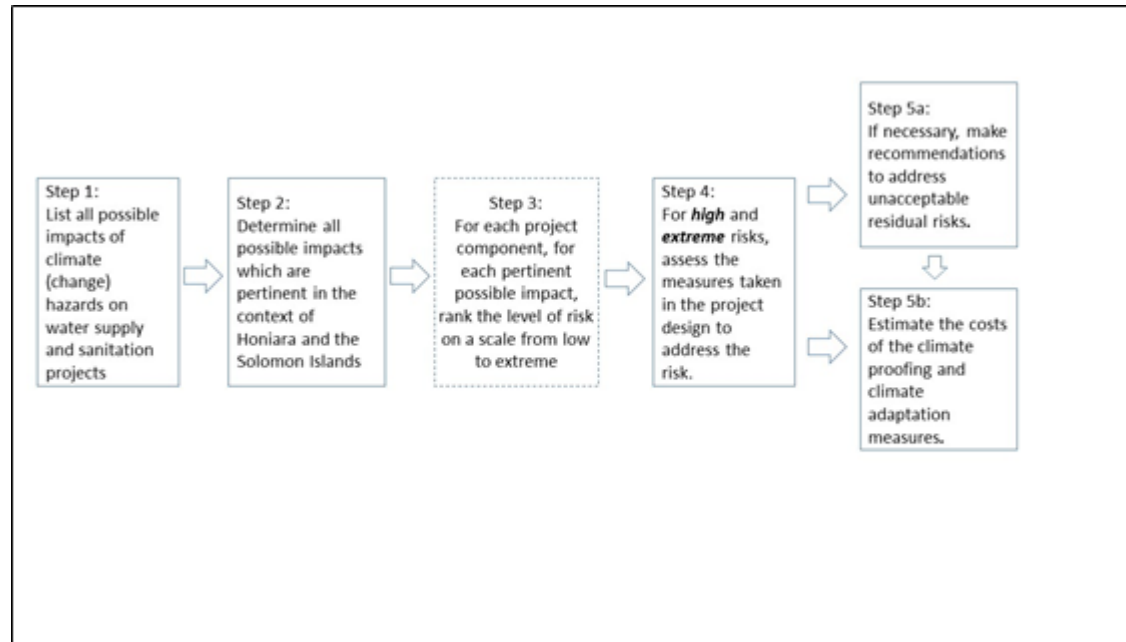 Step 1:
List all possible
impacts of
climate
(change)
hazards on
water supply
and sanitation
projects
Step 2:
Determine all
possible impacts
which are
pertinent in the
context of
Honiara and the
Solomon Islands
Step 3:
For each project
component, for
each pertinent
possible impact,
rank the level of risk
on a scale from low
to extreme
Step 4:
For high and
extreme risks,
assess the
measures taken
in the project
design to
address the
risk.
Step 5a:
If necessary, make
recommendations
to address
unacceptable
residual risks.
Step 5b:
Estimate the costs
of the climate
proofing and
climate
adaptation
measures.